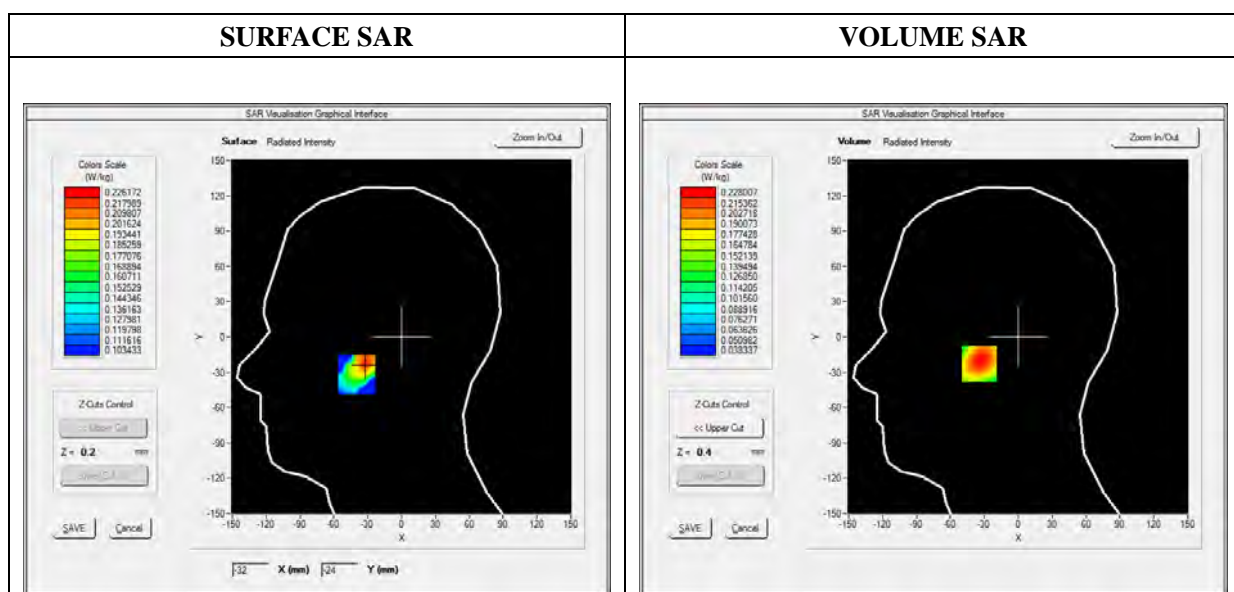 SURFACE SAR
VOLUME SAR
SAR Visualisation Graphical Interface
Surface Radiated Intensity
Zoom In/Out
Colors Scale
(W/kg)
0.226172
0.217989
0.209807
0.201624
0.193441
0.185259
0.177076
0.168894
0.160711
0.152529
0.144346
0.136163
0.127981
0.119798
0.111616
0.103433
Z-Cuts Control
<< Upper Cut
Z = 0.2 mm
SAVE
Cancel
150
120
90
60
30
0
-30
-60
-90
-120
-150
Y
-150 -120 -90 -60 -30 0 30 60 90 120 150
X
-32 X (mm) -24 Y (mm)
SAR Visualisation Graphical Interface
Volume Radiated Intensity
Zoom In/Out
Colors Scale
(W/kg)
0.228007
0.215362
0.202718
0.190073
0.177428
0.164784
0.152139
0.139494
0.126850
0.114205
0.101560
0.088916
0.076271
0.063626
0.050982
0.038337
Z-Cuts Control
<< Upper Cut
Z = 0.4 mm
SAVE
Cancel
150
120
90
60
30
0
-30
-60
-90
-120
-150
Y
-150 -120 -90 -60 -30 0 30 60 90 120 150
X